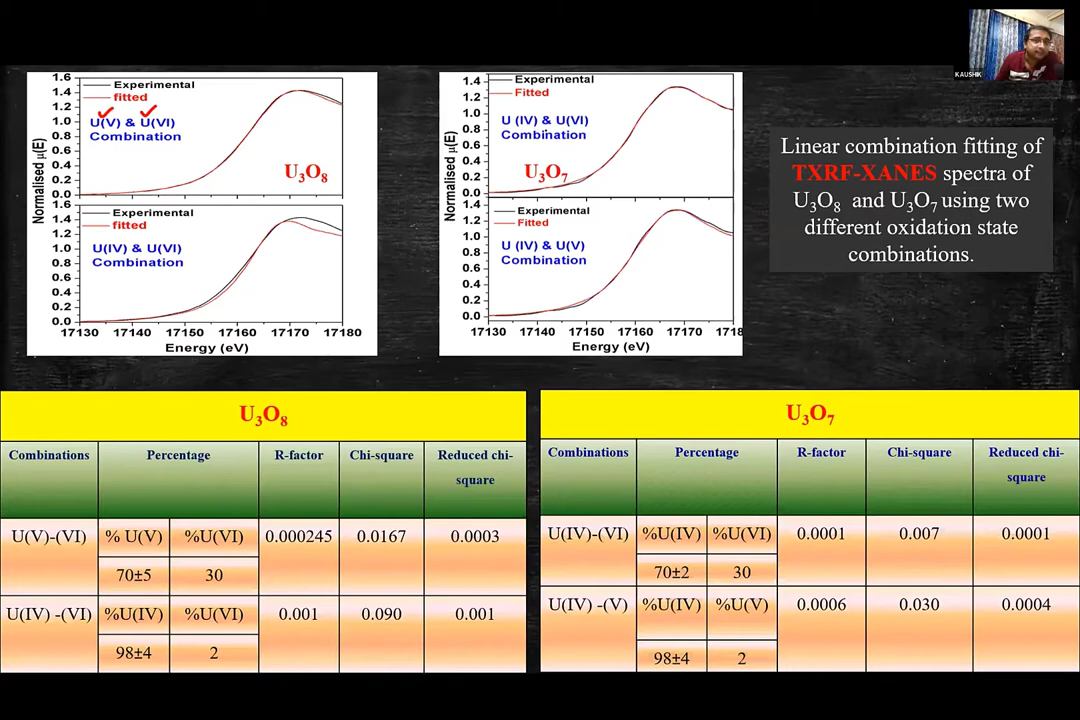 KAUSHIK
1.6
1.4
1.2
1.0
0.8
0.6
0.4
0.2
0.0
Normalised μ(E)
Experimental
fitted
U(V) & U(VI)
Combination
U₃O₈
1.6
1.4
1.2
1.0
0.8
0.6
0.4
0.2
0.0
Experimental
fitted
U(IV) & U(VI)
Combination
17130 17140 17150 17160 17170 17180
Energy (eV)
1.4
1.2
1.0
0.8
0.6
0.4
0.2
0.0
Normalised μ(E)
Experimental
Fitted
U (IV) & U(VI)
Combination
U₃O₇
1.4
1.2
1.0
0.8
0.6
0.4
0.2
0.0
Experimental
Fitted
U (IV) & U(V)
Combination
17130 17140 17150 17160 17170 1718
Energy (eV)
Linear combination fitting of
TXRF-XANES spectra of
U₃O₈ and U₃O₇ using two
different oxidation state
combinations.
U₃O₈
Combinations Percentage R-factor Chi-square Reduced chi-
square
U(V)-(VI) % U(V) %U(VI) 0.000245 0.0167 0.0003
70±5 30
U(IV) -(VI) %U(IV) %U(VI) 0.001 0.090 0.001
98±4 2
U₃O₇
Combinations Percentage R-factor Chi-square Reduced chi-
square
U(IV)-(VI) %U(IV) %U(VI) 0.0001 0.007 0.0001
70±2 30
U(IV) -(V) %U(IV) %U(V) 0.0006 0.030 0.0004
98±4 2